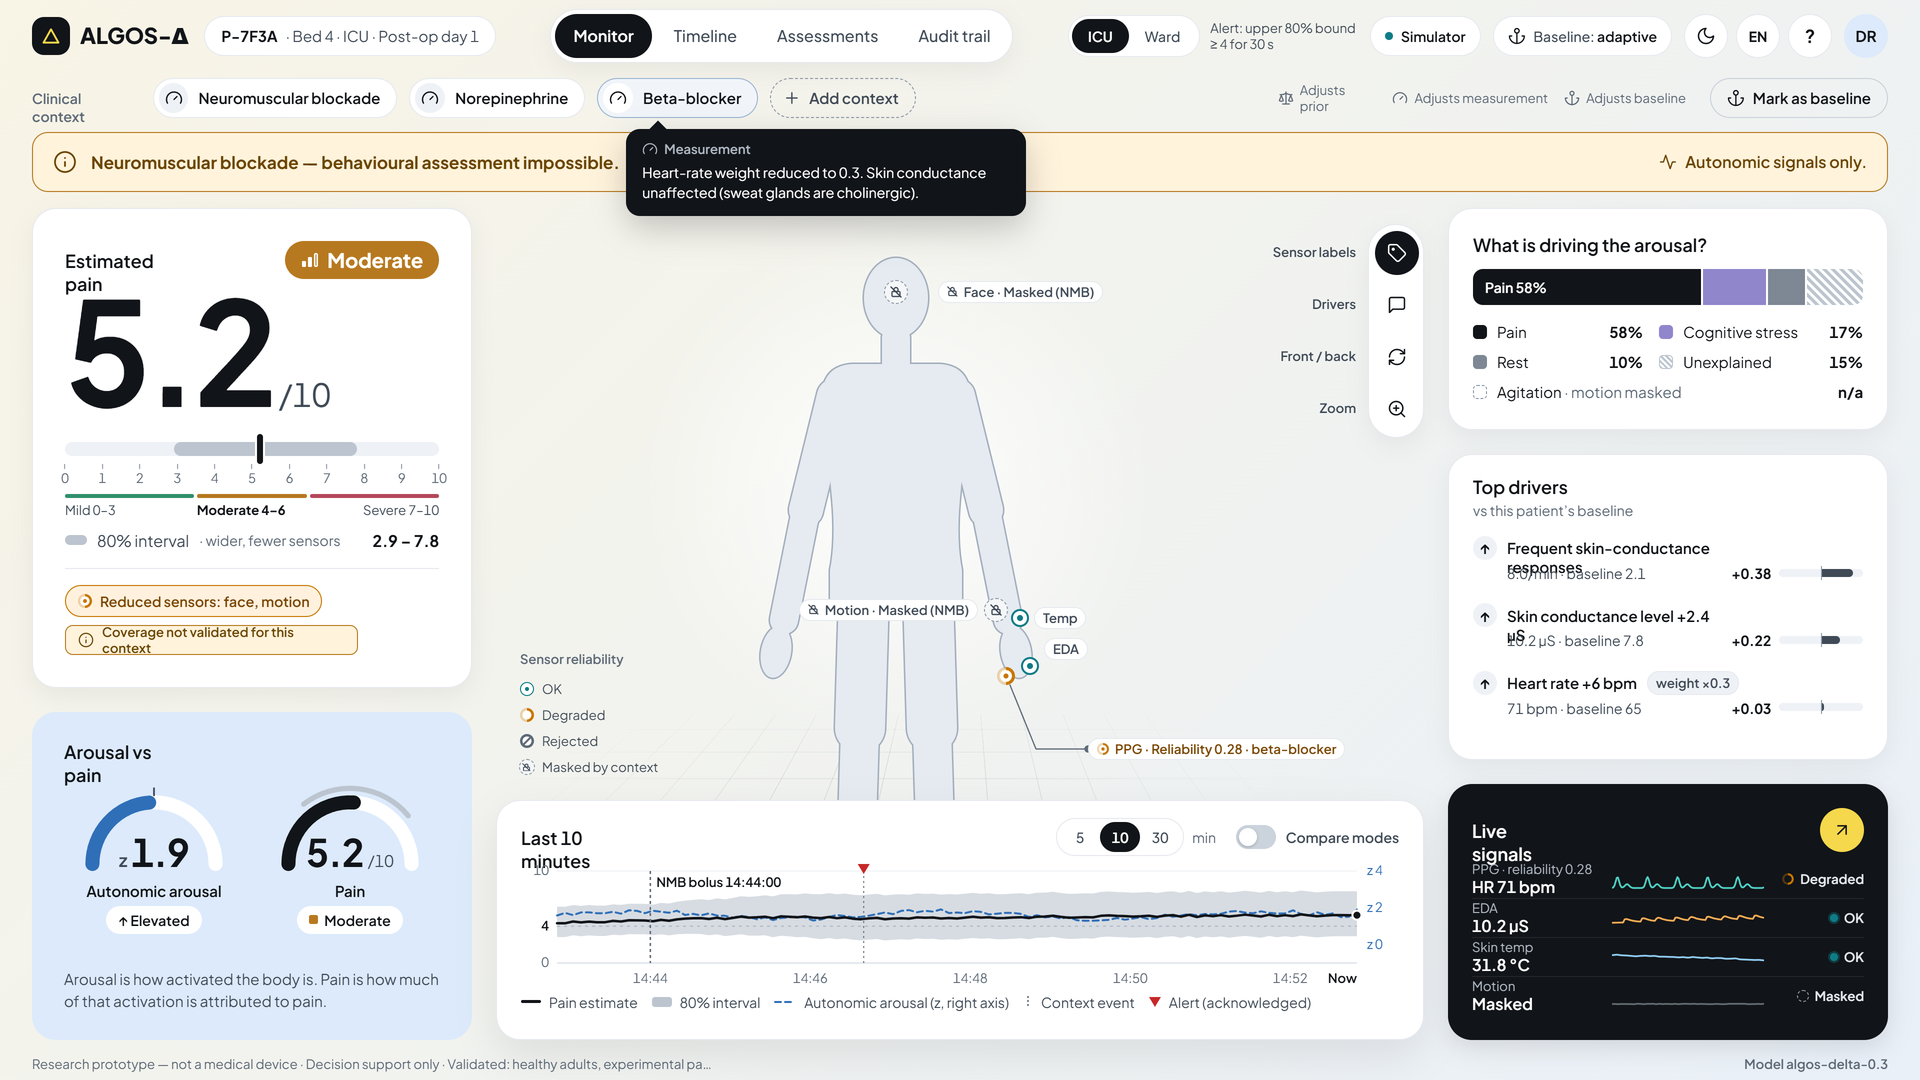 ALGOS-Δ
P-7F3A · Bed 4 · ICU · Post-op day 1
Monitor
Timeline
Assessments
Audit trail
ICU
Ward
Alert: upper 80% bound
≥ 4 for 30 s
Simulator
Baseline: adaptive
EN
?
DR
Clinical
context
Neuromuscular blockade
Norepinephrine
Beta-blocker
Add context
Adjusts
prior
Adjusts measurement
Adjusts baseline
Mark as baseline
Neuromuscular blockade — behavioural assessment impossible.
Autonomic signals only.
Measurement
Heart-rate weight reduced to 0.3. Skin conductance
unaffected (sweat glands are cholinergic).
Estimated
pain
Moderate
5.2 /10
0 1 2 3 4 5 6 7 8 9 10
Mild 0–3
Moderate 4–6
Severe 7–10
80% interval · wider, fewer sensors 2.9 – 7.8
Reduced sensors: face, motion
Coverage not validated for this
context
Arousal vs
pain
z 1.9
5.2 /10
Autonomic arousal
Pain
Elevated
Moderate
Arousal is how activated the body is. Pain is how much
of that activation is attributed to pain.
Face · Masked (NMB)
Motion · Masked (NMB)
Temp
EDA
PPG · Reliability 0.28 · beta-blocker
Sensor labels
Drivers
Front / back
Zoom
Sensor reliability
OK
Degraded
Rejected
Masked by context
Last 10
minutes
5 10 30 min
Compare modes
10
4
0
NMB bolus 14:44:00
z 4
z 2
z 0
14:44 14:46 14:48 14:50 14:52 Now
Pain estimate
80% interval
Autonomic arousal (z, right axis)
Context event
Alert (acknowledged)
What is driving the arousal?
Pain 58%
Pain 58%
Cognitive stress 17%
Rest 10%
Unexplained 15%
Agitation · motion masked n/a
Top drivers
vs this patient's baseline
Frequent skin-conductance
responses
6.0/min · baseline 2.1 +0.38
Skin conductance level +2.4
µS
10.2 µS · baseline 7.8 +0.22
Heart rate +6 bpm weight ×0.3
71 bpm · baseline 65 +0.03
Live
signals
PPG · reliability 0.28
HR 71 bpm
Degraded
EDA
10.2 µS
OK
Skin temp
31.8 °C
OK
Motion
Masked
Masked
Research prototype — not a medical device · Decision support only · Validated: healthy adults, experimental pa…
Model algos-delta-0.3